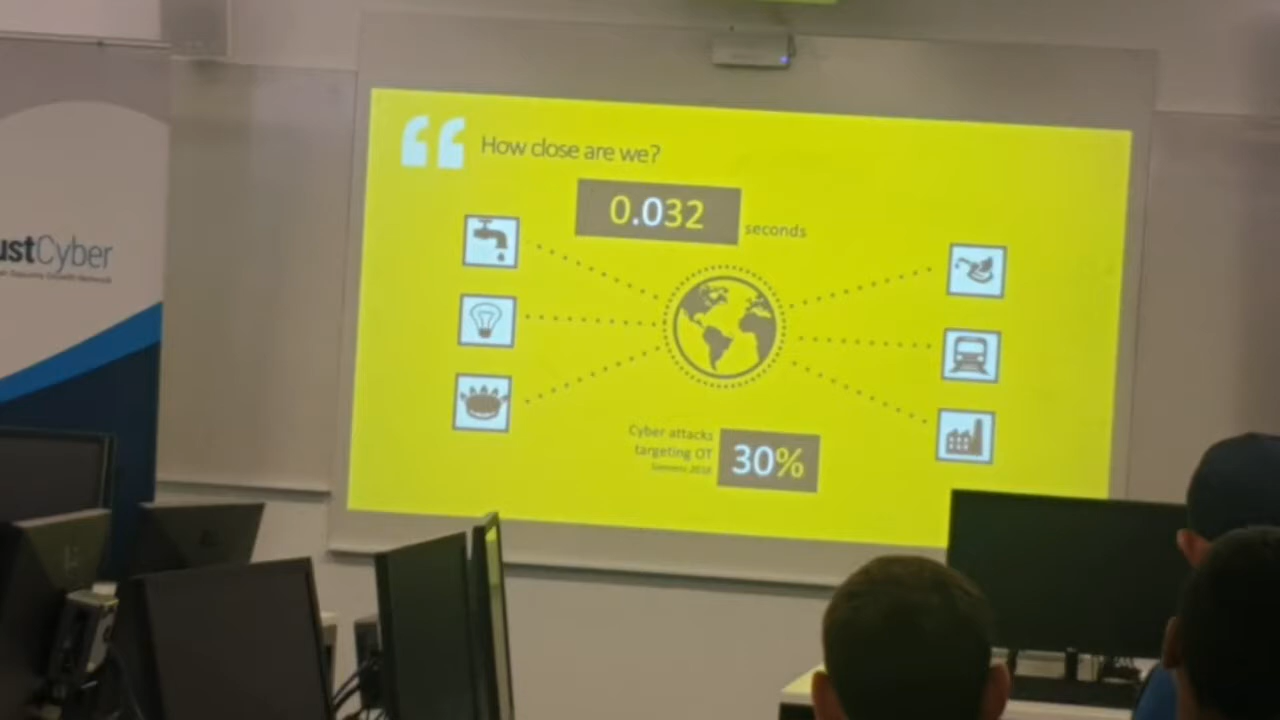 How close are we?
0.032
seconds
ustCyber
Cyber attacks
targeting OT
30%